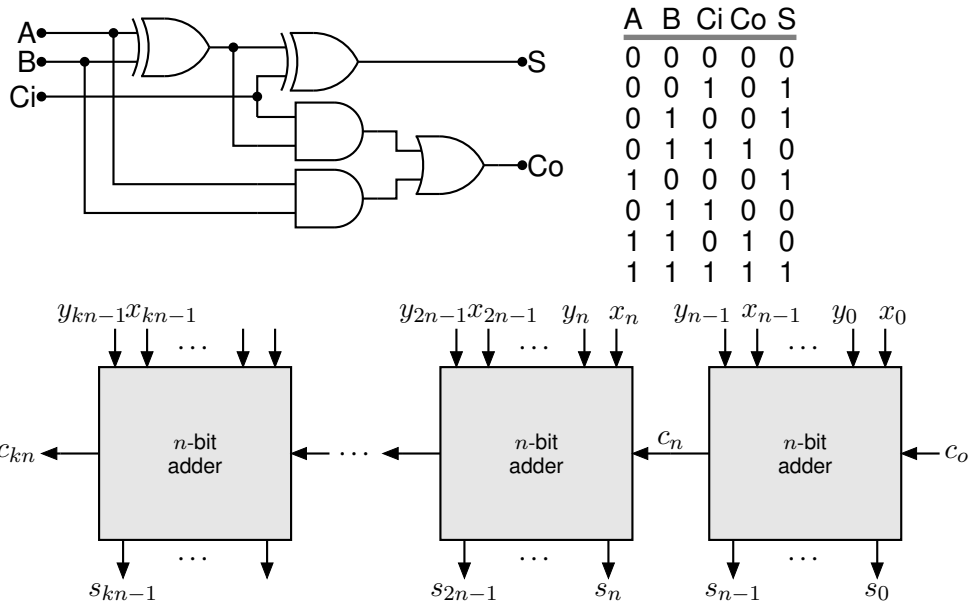 A
B
Ci
S
Co
A B Ci Co S
0 0 0 0 0
0 0 1 0 1
0 1 0 0 1
0 1 1 1 0
1 0 0 0 1
0 1 1 0 0
1 1 0 1 0
1 1 1 1 1
y_{kn−1} x_{kn−1} ... y_{2n−1} x_{2n−1} ... y_n x_n y_{n−1} x_{n−1} ... y_0 x_0
c_{kn} n-bit adder ... n-bit adder c_n n-bit adder c_o
s_{kn−1} ... s_{2n−1} ... s_n s_{n−1} ... s_0